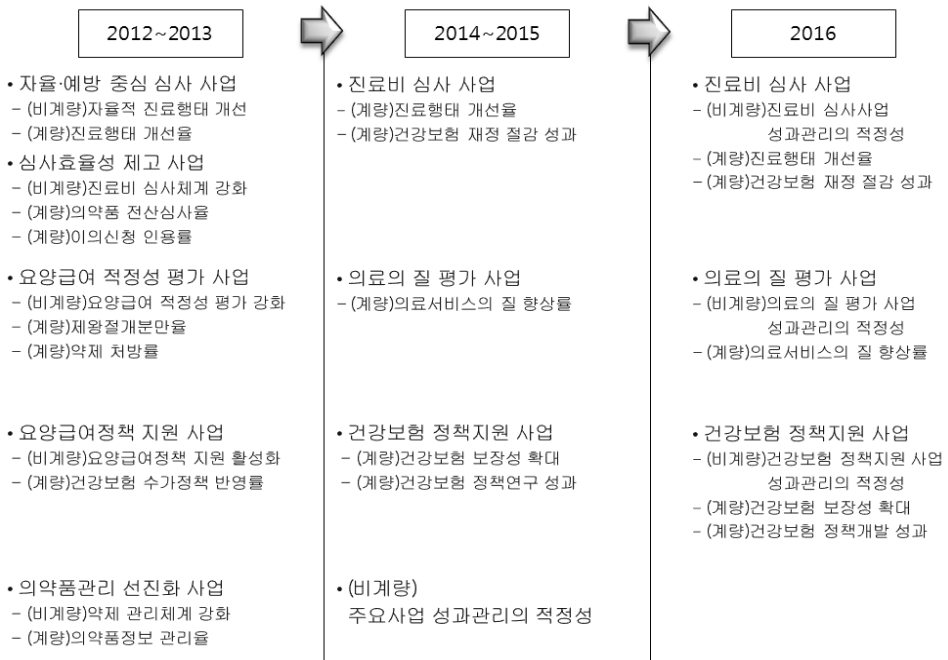 2012~2013
• 자율·예방 중심 심사 사업
– (비계량)자율적 진료행태 개선
– (계량)진료행태 개선율
• 심사효율성 제고 사업
– (비계량)진료비 심사체계 강화
– (계량)의약품 전산심사율
– (계량)이의신청 인용률
• 요양급여 적정성 평가 사업
– (비계량)요양급여 적정성 평가 강화
– (계량)제왕절개분만율
– (계량)약제 처방률
• 요양급여정책 지원 사업
– (비계량)요양급여정책 지원 활성화
– (계량)건강보험 수가정책 반영률
• 의약품관리 선진화 사업
– (비계량)약제 관리체계 강화
– (계량)의약품정보 관리율
2014~2015
• 진료비 심사 사업
– (계량)진료행태 개선율
– (계량)건강보험 재정 절감 성과
• 의료의 질 평가 사업
– (계량)의료서비스의 질 향상률
• 건강보험 정책지원 사업
– (계량)건강보험 보장성 확대
– (계량)건강보험 정책연구 성과
• (비계량)
주요사업 성과관리의 적정성
2016
• 진료비 심사 사업
– (비계량)진료비 심사사업
성과관리의 적정성
– (계량)진료행태 개선율
– (계량)건강보험 재정 절감 성과
• 의료의 질 평가 사업
– (비계량)의료의 질 평가 사업
성과관리의 적정성
– (계량)의료서비스의 질 향상률
• 건강보험 정책지원 사업
– (비계량)건강보험 정책지원 사업
성과관리의 적정성
– (계량)건강보험 보장성 확대
– (계량)건강보험 정책개발 성과